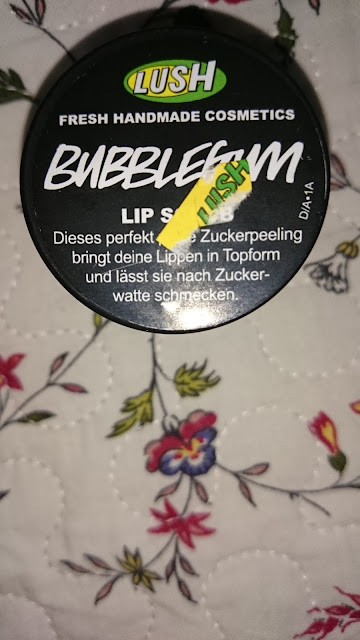 LUSH
FRESH HANDMADE COSMETICS
BUBBLEGUM
LIP S B
LUSH
Dieses perfekt Zuckerpeeling
bringt deine Lippen in Topform
und lässt sie nach Zucker-
watte schmecken.
D/A•1A